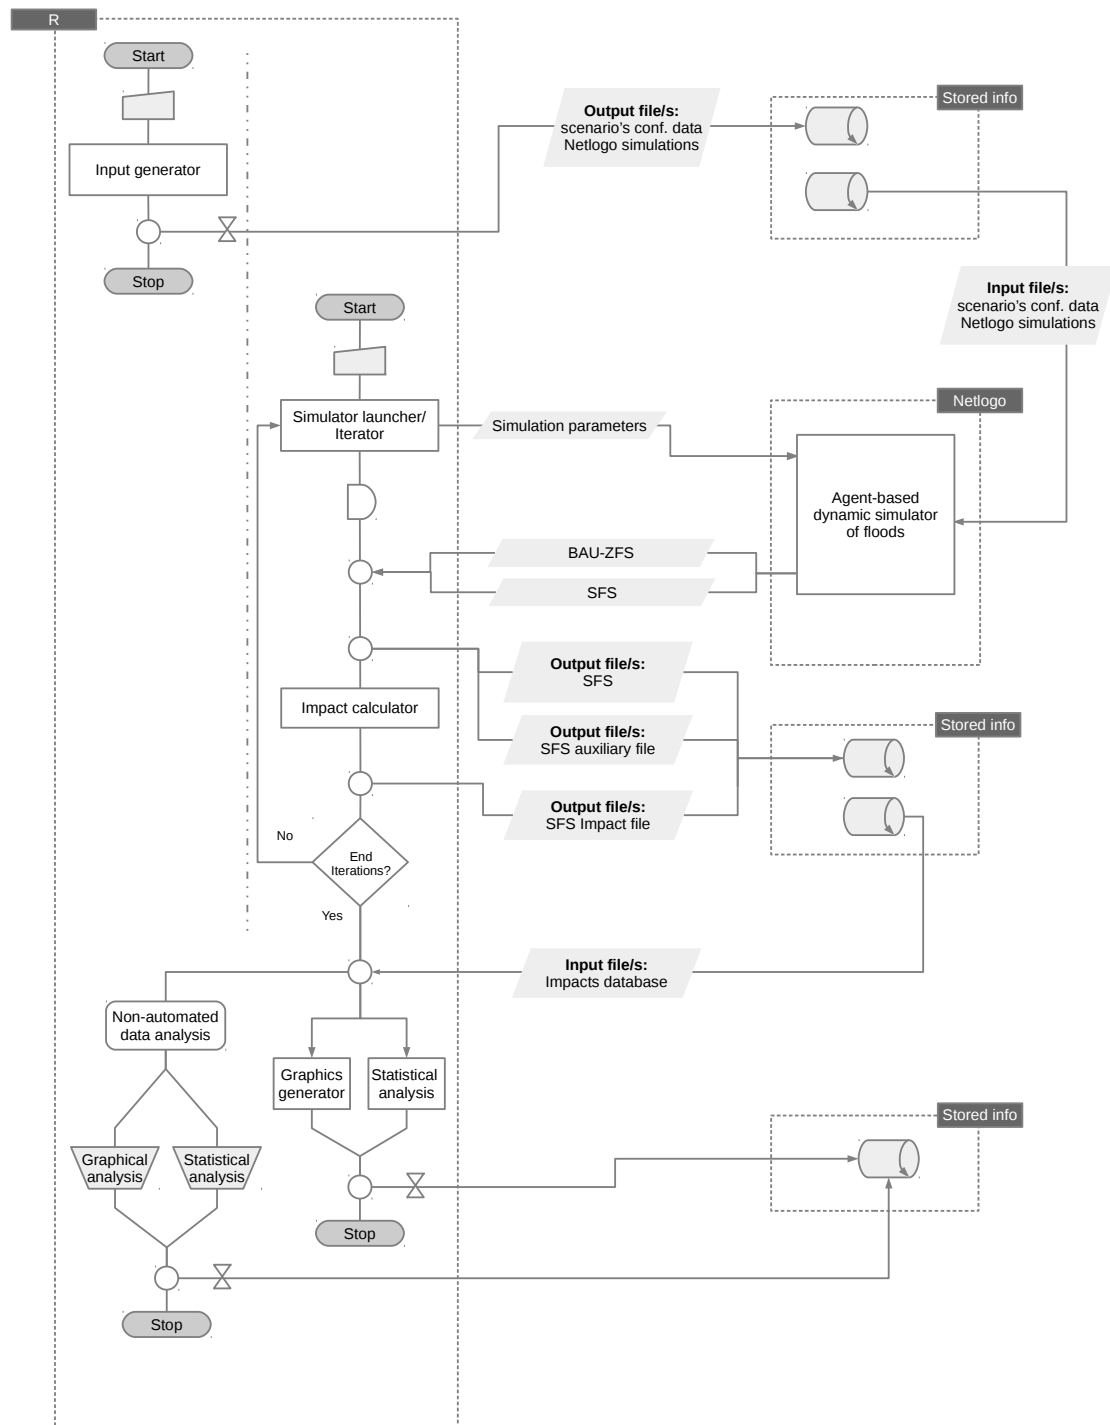 R
Start
Input generator
Stop
Output file/s:
scenario's conf. data
Netlogo simulations
Stored info
Input file/s:
scenario's conf. data
Netlogo simulations
Start
Simulator launcher/
Iterator
Simulation parameters
Netlogo
Agent-based
dynamic simulator
of floods
BAU-ZFS
SFS
Output file/s:
SFS
Impact calculator
Output file/s:
SFS auxiliary file
Stored info
Output file/s:
SFS Impact file
No
End
Iterations?
Yes
Input file/s:
Impacts database
Non-automated
data analysis
Graphics
generator
Statistical
analysis
Stored info
Graphical
analysis
Statistical
analysis
Stop
Stop